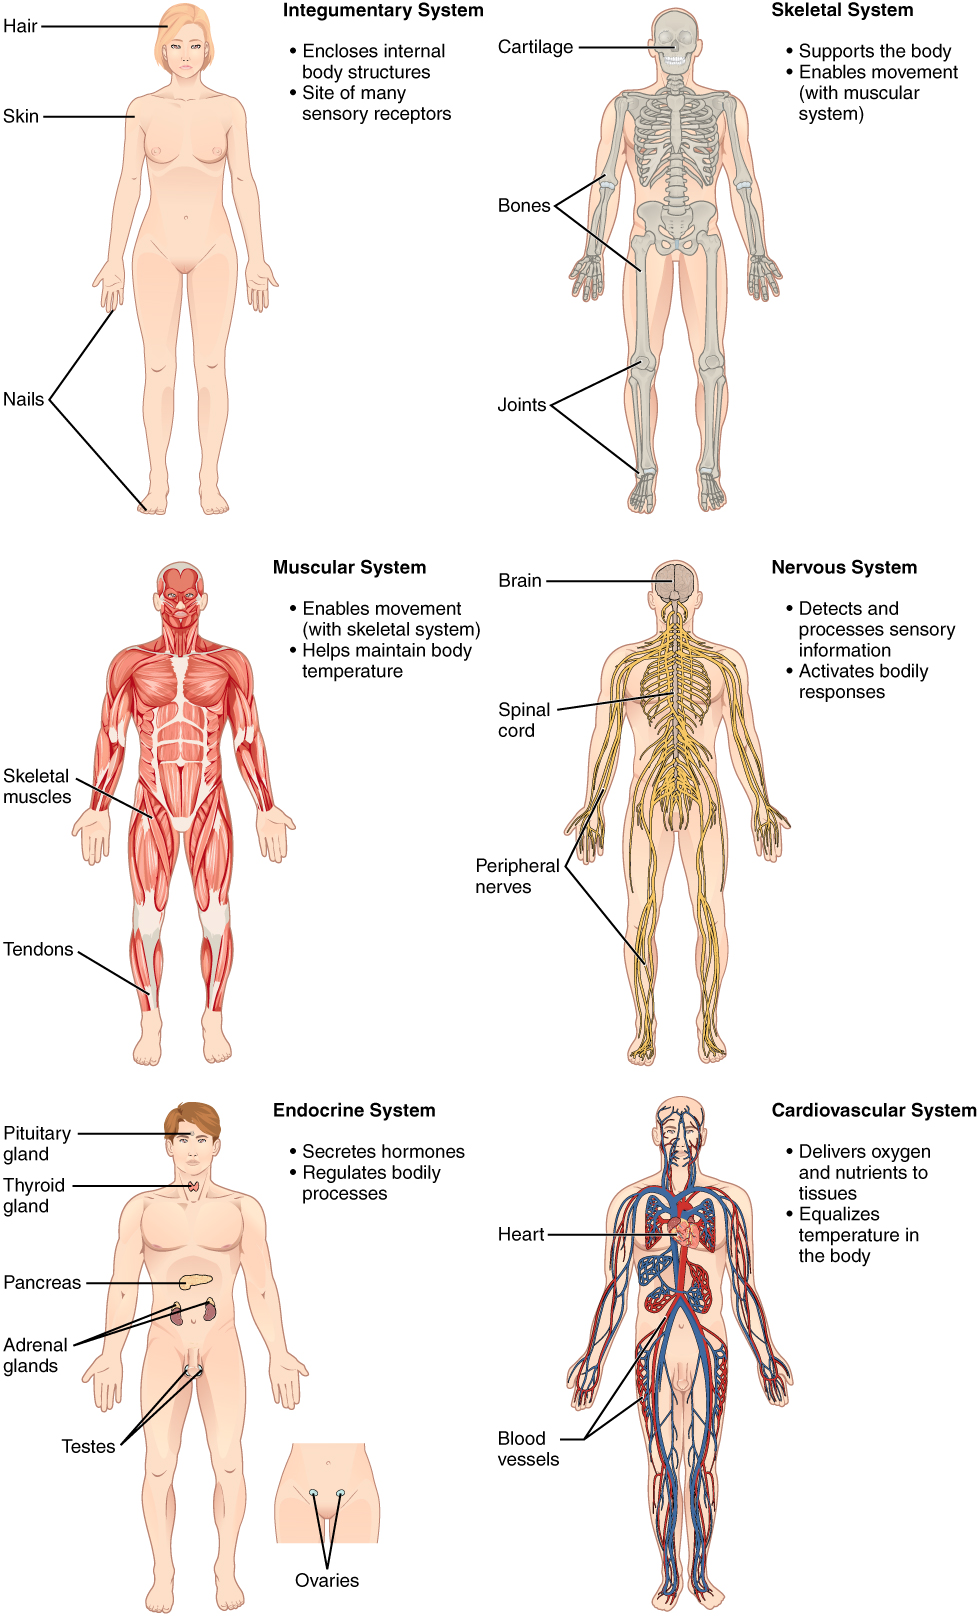 Integumentary System
• Encloses internal
body structures
• Site of many
sensory receptors
Hair
Skin
Nails
Skeletal System
• Supports the body
• Enables movement
(with muscular
system)
Cartilage
Bones
Joints
Muscular System
• Enables movement
(with skeletal system)
• Helps maintain body
temperature
Skeletal
muscles
Tendons
Nervous System
• Detects and
processes sensory
information
• Activates bodily
responses
Brain
Spinal
cord
Peripheral
nerves
Endocrine System
• Secretes hormones
• Regulates bodily
processes
Pituitary
gland
Thyroid
gland
Pancreas
Adrenal
glands
Testes
Ovaries
Cardiovascular System
• Delivers oxygen
and nutrients to
tissues
• Equalizes
temperature in
the body
Heart
Blood
vessels